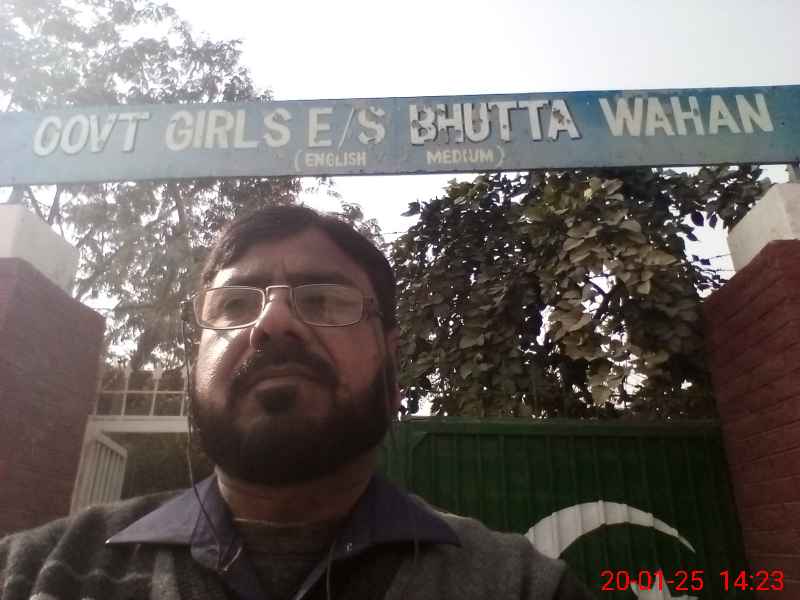 GOVT GIRLS E/S BHUTTA WAHAN
(ENGLISH MEDIUM)
20-01-25 14:23